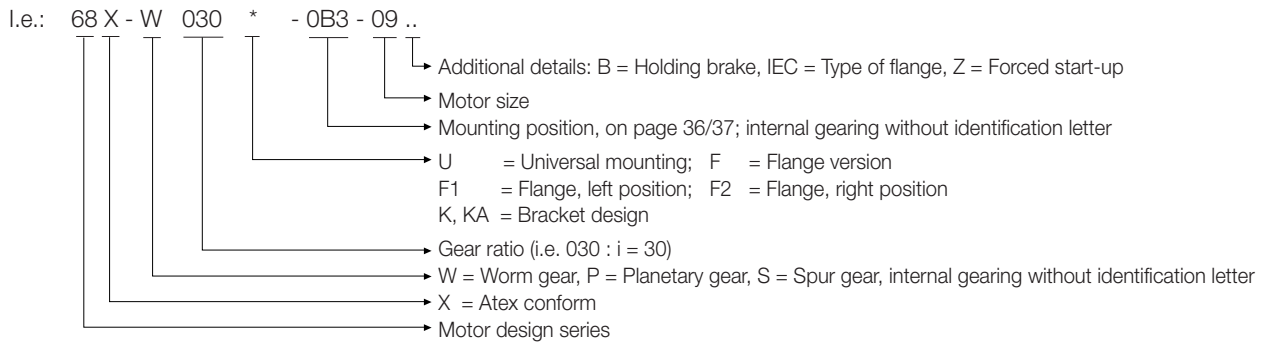 I.e.: 68 X - W 030 * - 0B3 - 09 ..
Additional details: B = Holding brake, IEC = Type of flange, Z = Forced start-up
Motor size
Mounting position, on page 36/37; internal gearing without identification letter
U = Universal mounting; F = Flange version
F1 = Flange, left position; F2 = Flange, right position
K, KA = Bracket design
Gear ratio (i.e. 030 : i = 30)
W = Worm gear, P = Planetary gear, S = Spur gear, internal gearing without identification letter
X = Atex conform
Motor design series